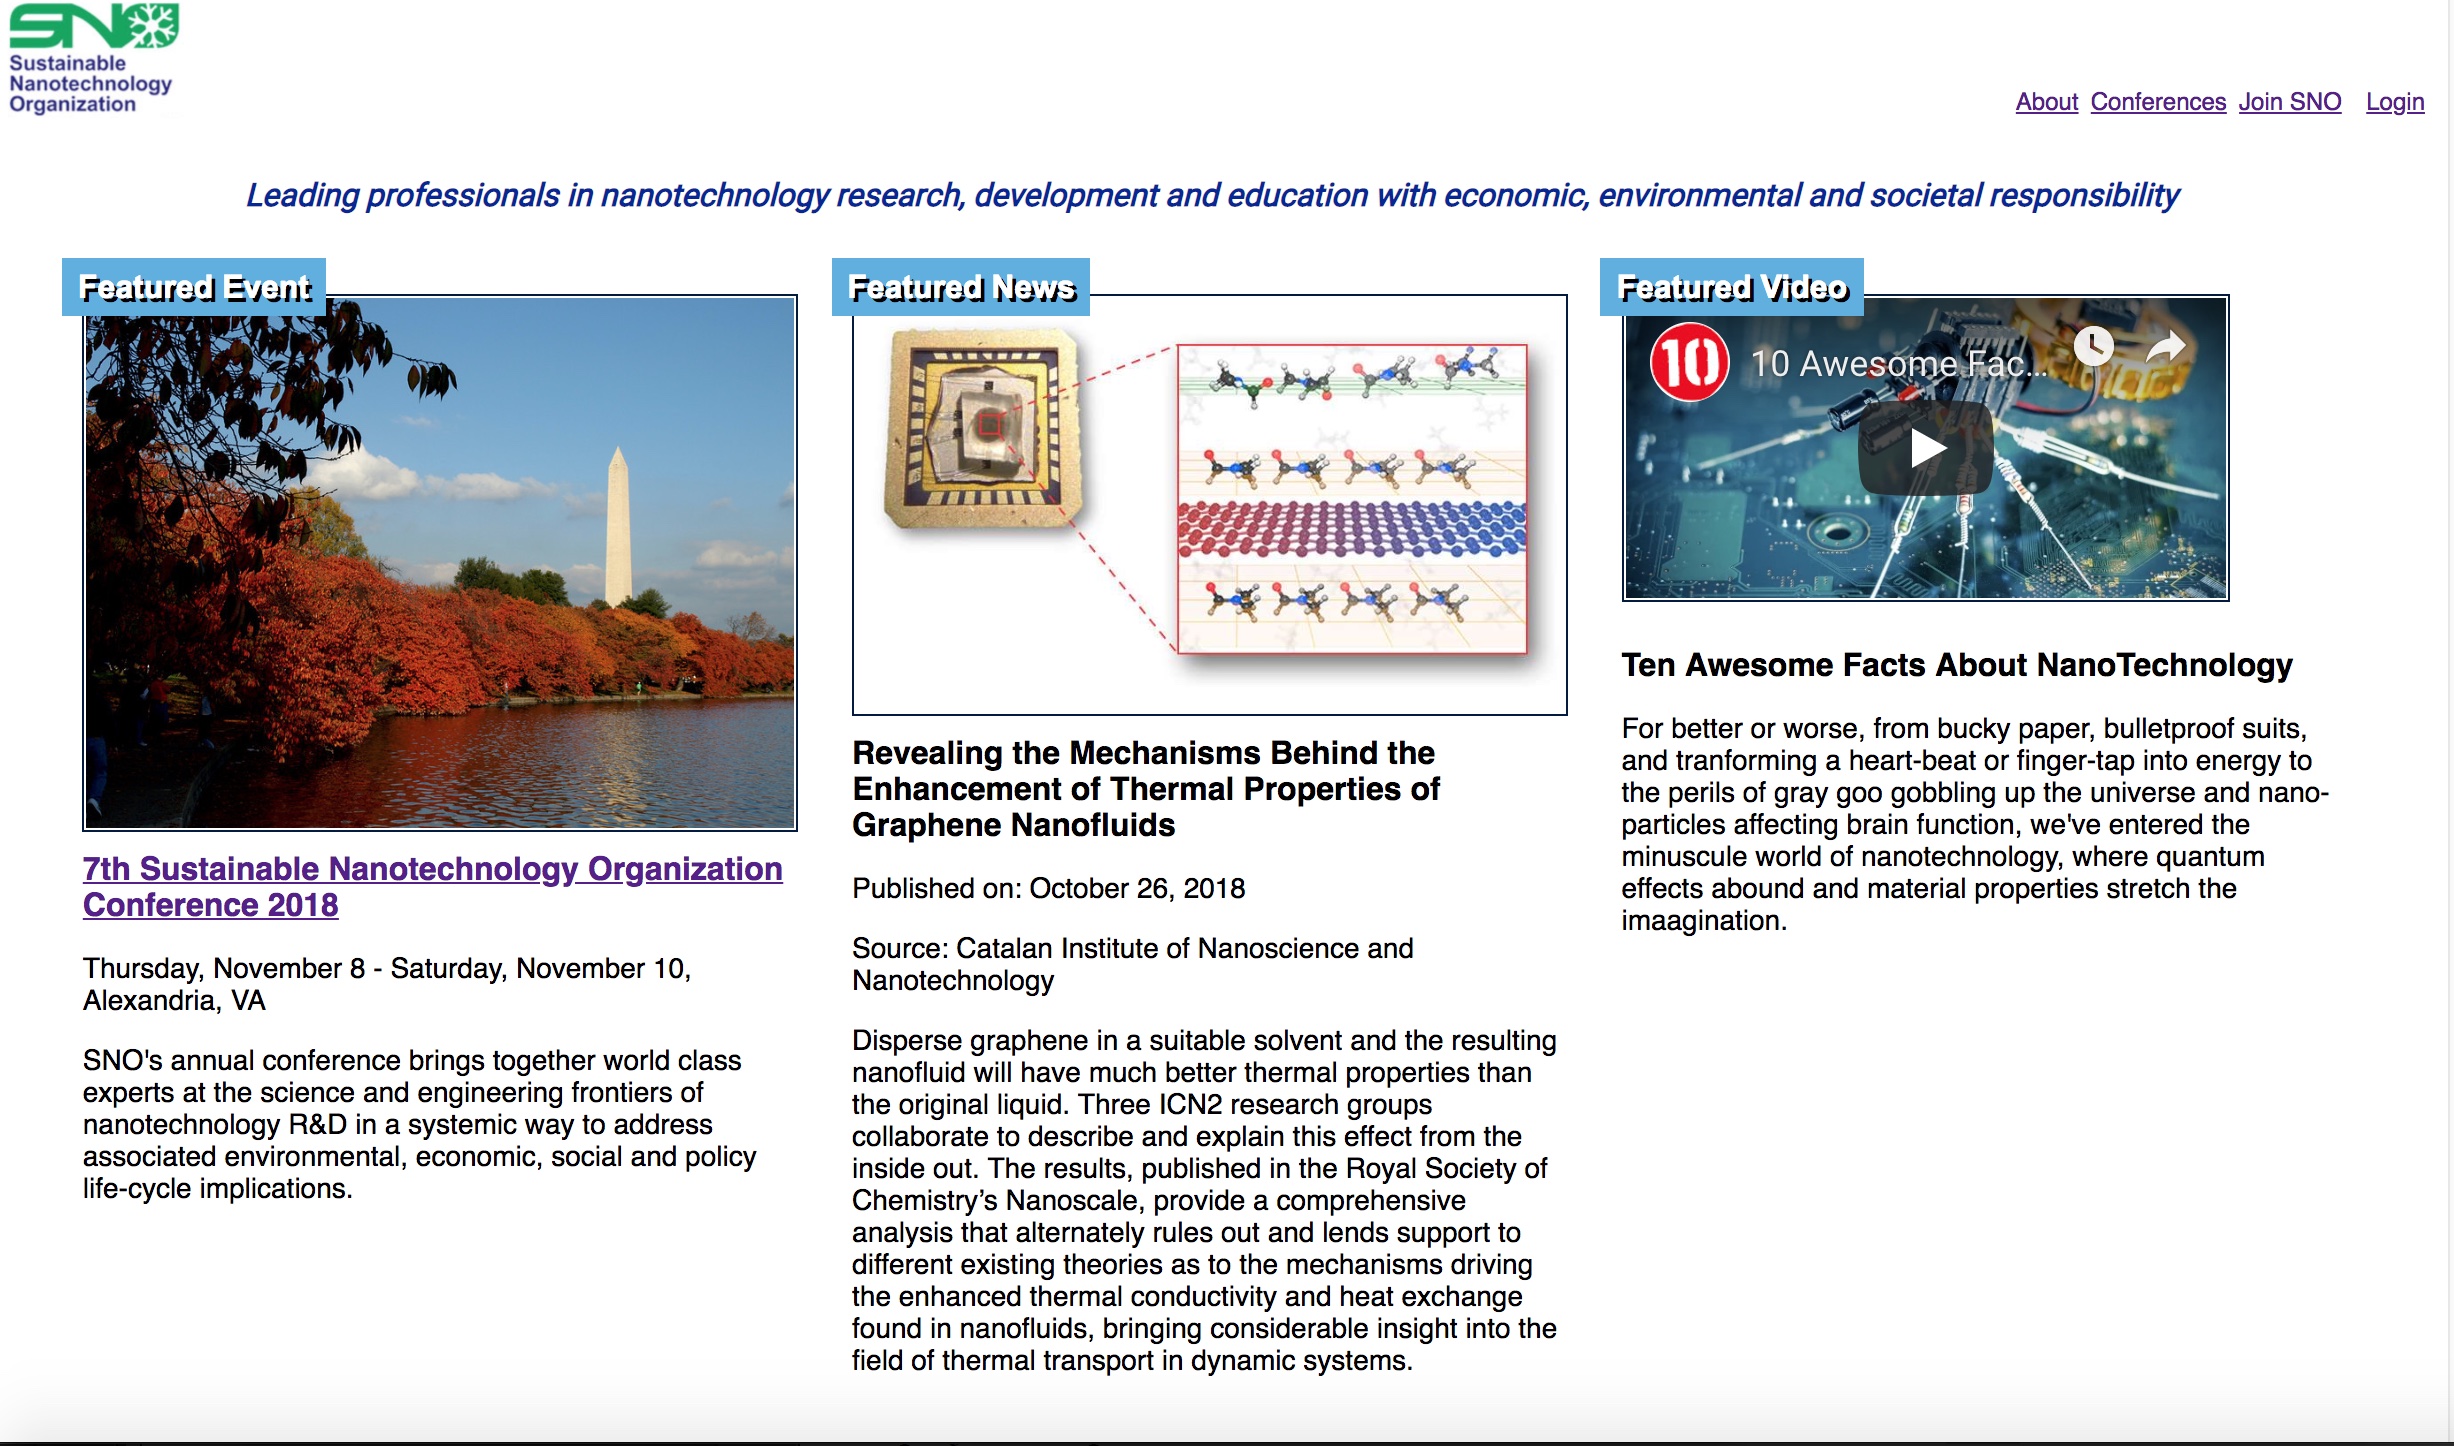 SNO
Sustainable
Nanotechnology
Organization
About Conferences Join SNO Login
Leading professionals in nanotechnology research, development and education with economic, environmental and societal responsibility
Featured Event
7th Sustainable Nanotechnology Organization
Conference 2018
Thursday, November 8 - Saturday, November 10,
Alexandria, VA
SNO's annual conference brings together world class
experts at the science and engineering frontiers of
nanotechnology R&D in a systemic way to address
associated environmental, economic, social and policy
life-cycle implications.
Featured News
Revealing the Mechanisms Behind the
Enhancement of Thermal Properties of
Graphene Nanofluids
Published on: October 26, 2018
Source: Catalan Institute of Nanoscience and
Nanotechnology
Disperse graphene in a suitable solvent and the resulting
nanofluid will have much better thermal properties than
the original liquid. Three ICN2 research groups
collaborate to describe and explain this effect from the
inside out. The results, published in the Royal Society of
Chemistry’s Nanoscale, provide a comprehensive
analysis that alternately rules out and lends support to
different existing theories as to the mechanisms driving
the enhanced thermal conductivity and heat exchange
found in nanofluids, bringing considerable insight into the
field of thermal transport in dynamic systems.
Featured Video
10 10 Awesome Fac...
Ten Awesome Facts About NanoTechnology
For better or worse, from bucky paper, bulletproof suits,
and tranforming a heart-beat or finger-tap into energy to
the perils of gray goo gobbling up the universe and nano-
particles affecting brain function, we've entered the
minuscule world of nanotechnology, where quantum
effects abound and material properties stretch the
imaagination.